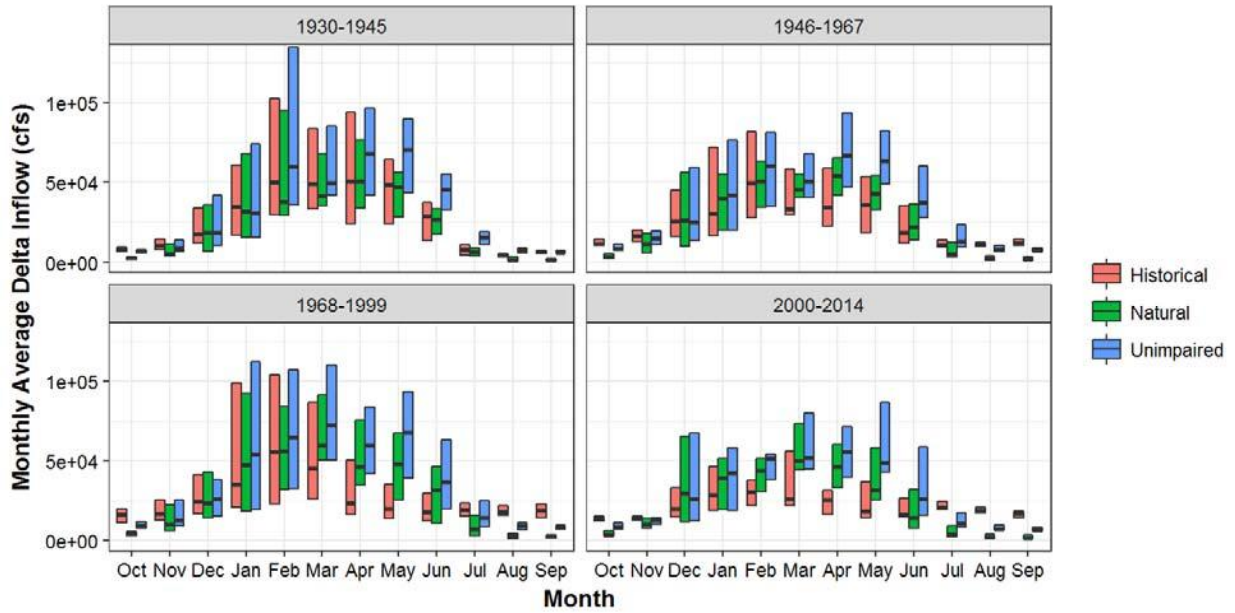 1930-1945
1946-1967
1e+05
5e+04
0e+00
1968-1999
2000-2014
1e+05
5e+04
0e+00
Oct Nov Dec Jan Feb Mar Apr May Jun Jul Aug Sep
Oct Nov Dec Jan Feb Mar Apr May Jun Jul Aug Sep
Month
Monthly Average Delta Inflow (cfs)
Historical
Natural
Unimpaired